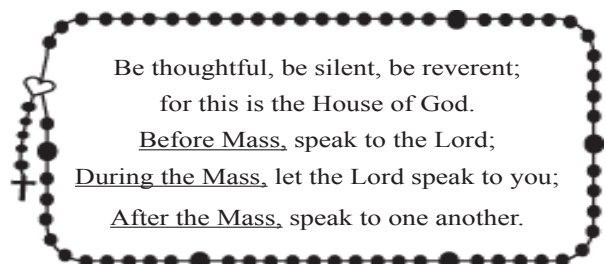 Be thoughtful, be silent, be reverent;
for this is the House of God.
Before Mass, speak to the Lord;
During the Mass, let the Lord speak to you;
After the Mass, speak to one another.